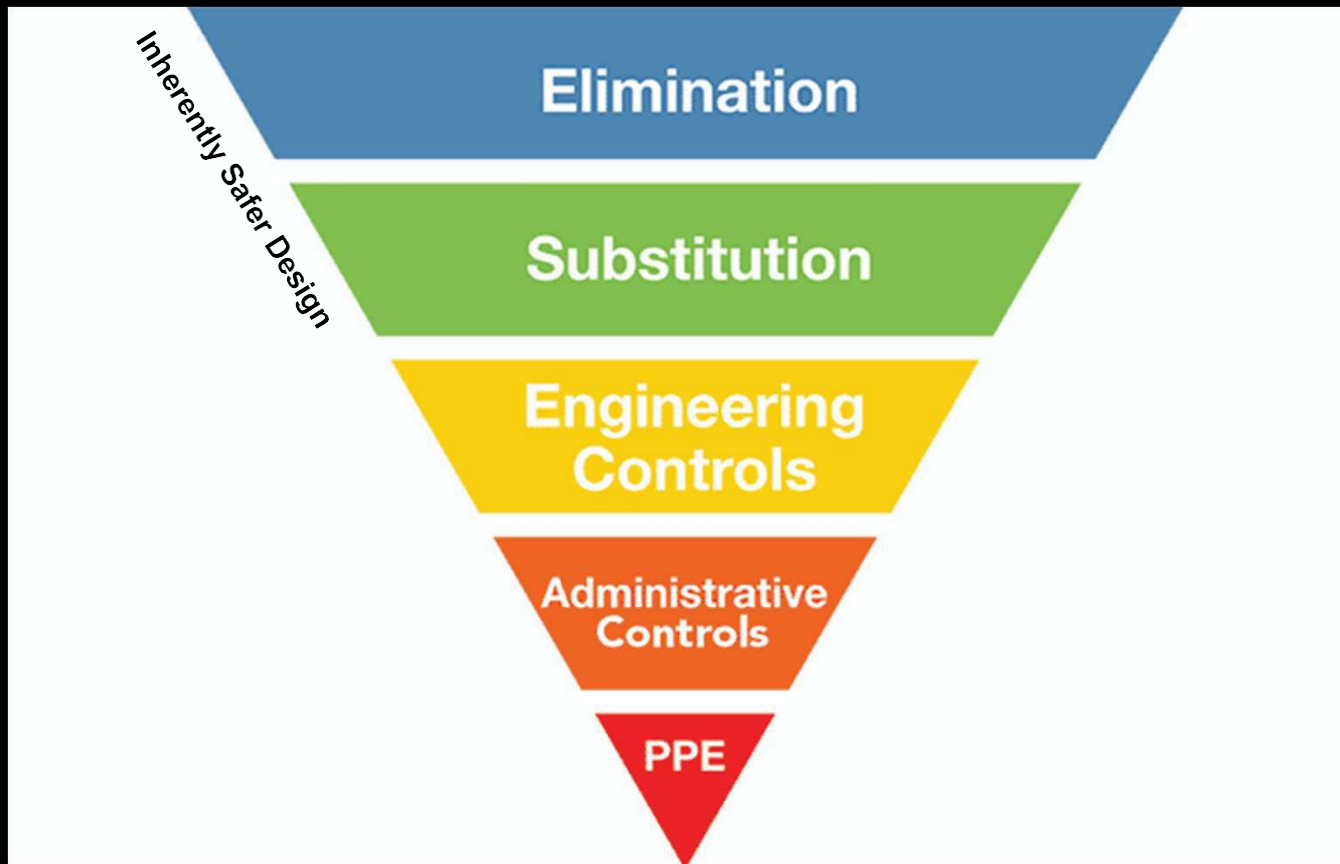 Inherently Safer Design
Elimination
Substitution
Engineering
Controls
Administrative
Controls
PPE